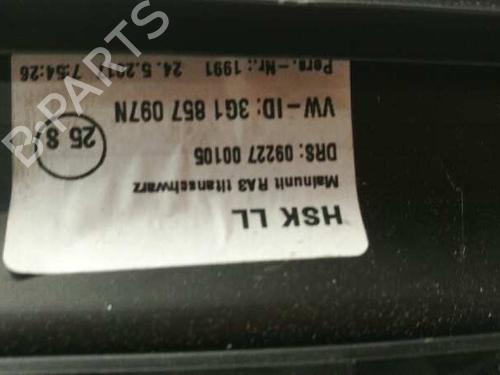 HSK LL
Mainunit RA3 titanschwarz
DRS: 09227 00105
VW-ID: 3G1 857 097N
25 8
Pers.-Nr.: 1991 24. 5.2017 7:54:26
B-PARTS